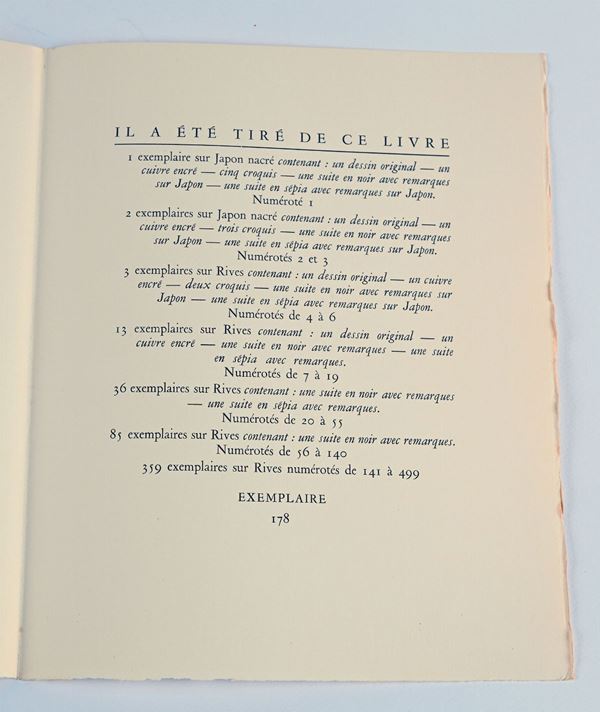 IL A ÉTÉ TIRÉ DE CE LIVRE
1 exemplaire sur Japon nacré contenant : un dessin original — un
cuivre encré — cinq croquis — une suite en noir avec remarques
sur Japon — une suite en sépia avec remarques sur Japon.
Numéroté 1
2 exemplaires sur Japon nacré contenant : un dessin original — un
cuivre encré — trois croquis — une suite en noir avec remarques
sur Japon — une suite en sépia avec remarques sur Japon.
Numérotés 2 et 3
3 exemplaires sur Rives contenant : un dessin original — un cuivre
encré — deux croquis — une suite en noir avec remarques sur
Japon — une suite en sépia avec remarques sur Japon.
Numérotés de 4 à 6
13 exemplaires sur Rives contenant : un dessin original — un
cuivre encré — une suite en noir avec remarques — une suite
en sépia avec remarques.
Numérotés de 7 à 19
36 exemplaires sur Rives contenant : une suite en noir avec remarques
— une suite en sépia avec remarques.
Numérotés de 20 à 55
85 exemplaires sur Rives contenant : une suite en noir avec remarques.
Numérotés de 56 à 140
359 exemplaires sur Rives numérotés de 141 à 499
EXEMPLAIRE
178